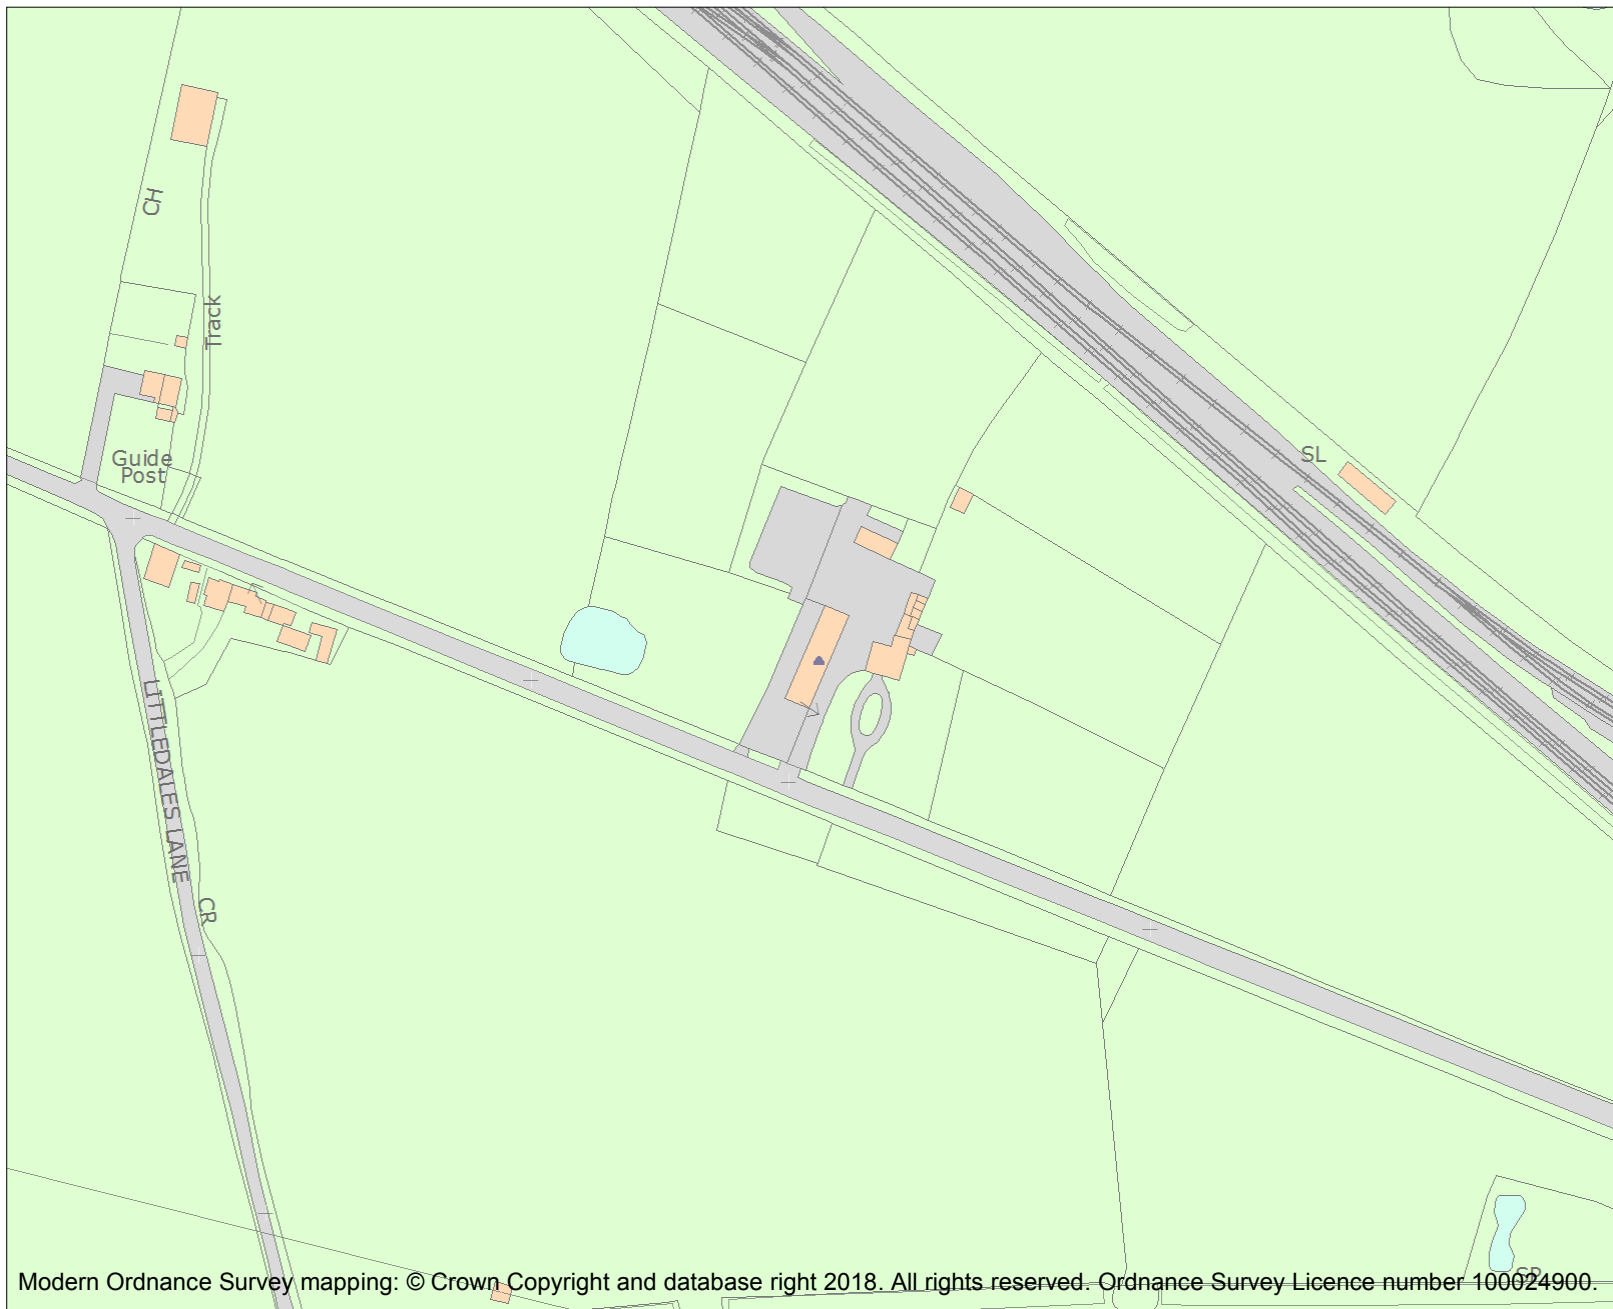 CH
Track
Guide
Post
SL
LITTLEDALES LANE
CR
SP
Modern Ordnance Survey mapping: © Crown Copyright and database right 2018. All rights reserved. Ordnance Survey Licence number 100024900.